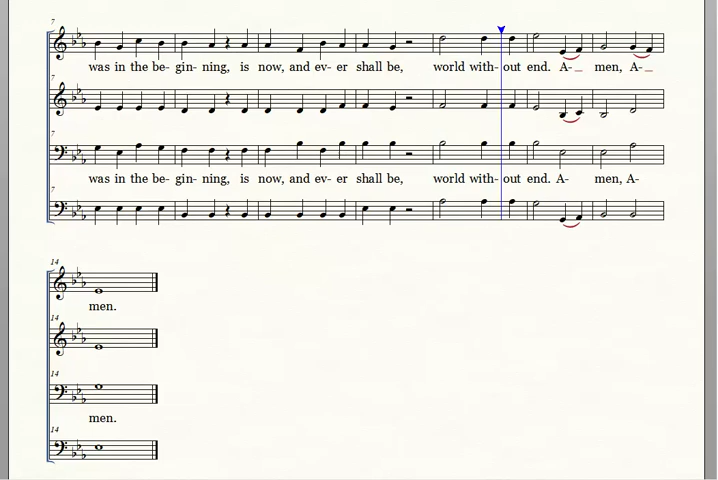 7
was in the be- gin- ning, is now, and ev- er shall be, world with- out end. A- _ men, A- _
7
7
was in the be- gin- ning, is now, and ev- er shall be, world with- out end. A- men, A-
7
14
men.
14
14
men.
14